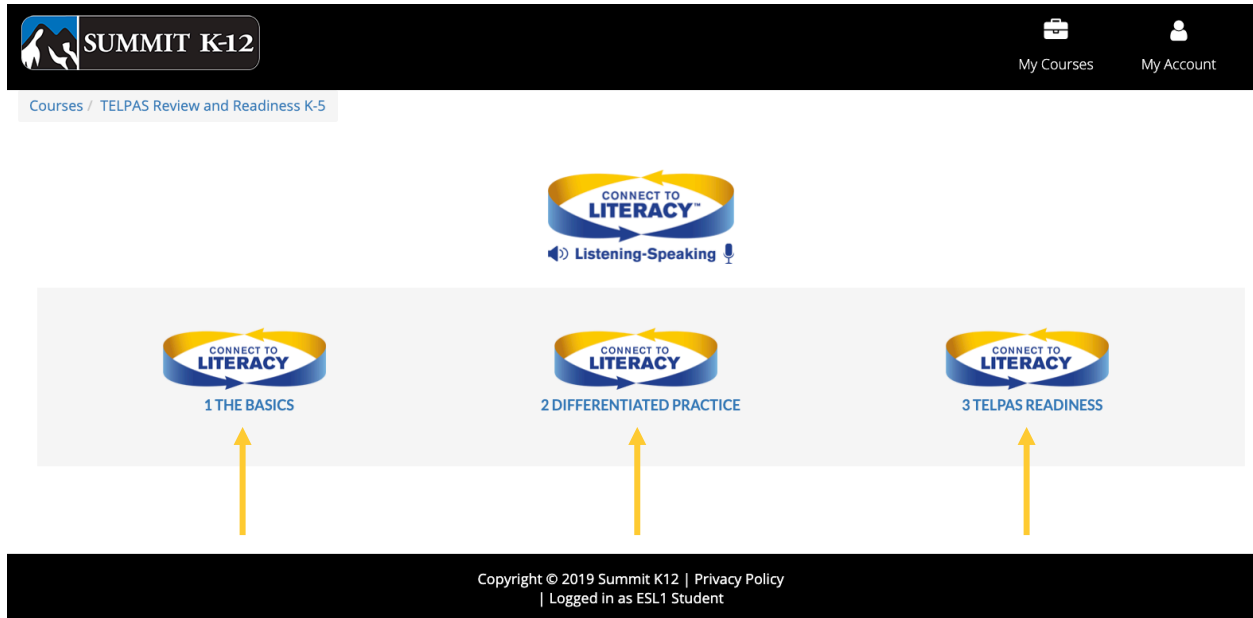 SUMMIT K-12
My Courses
My Account
Courses / TELPAS Review and Readiness K-5
CONNECT TO
LITERACY™
Listening-Speaking
CONNECT TO
LITERACY
1 THE BASICS
CONNECT TO
LITERACY
2 DIFFERENTIATED PRACTICE
CONNECT TO
LITERACY
3 TELPAS READINESS
Copyright © 2019 Summit K12 | Privacy Policy
| Logged in as ESL1 Student